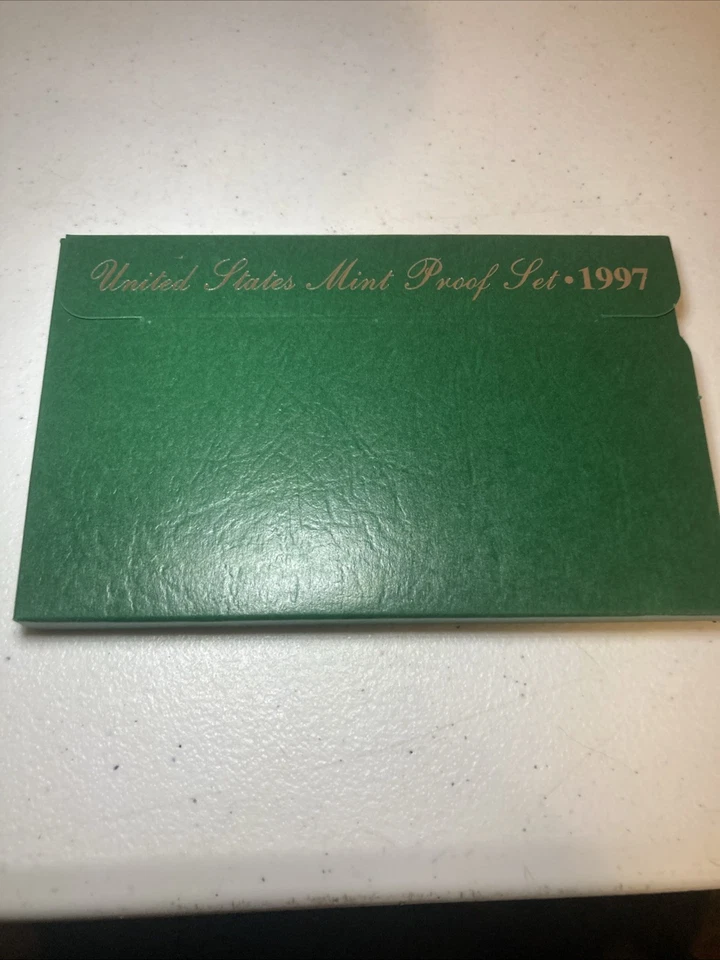 United States Mint Proof Set • 1997